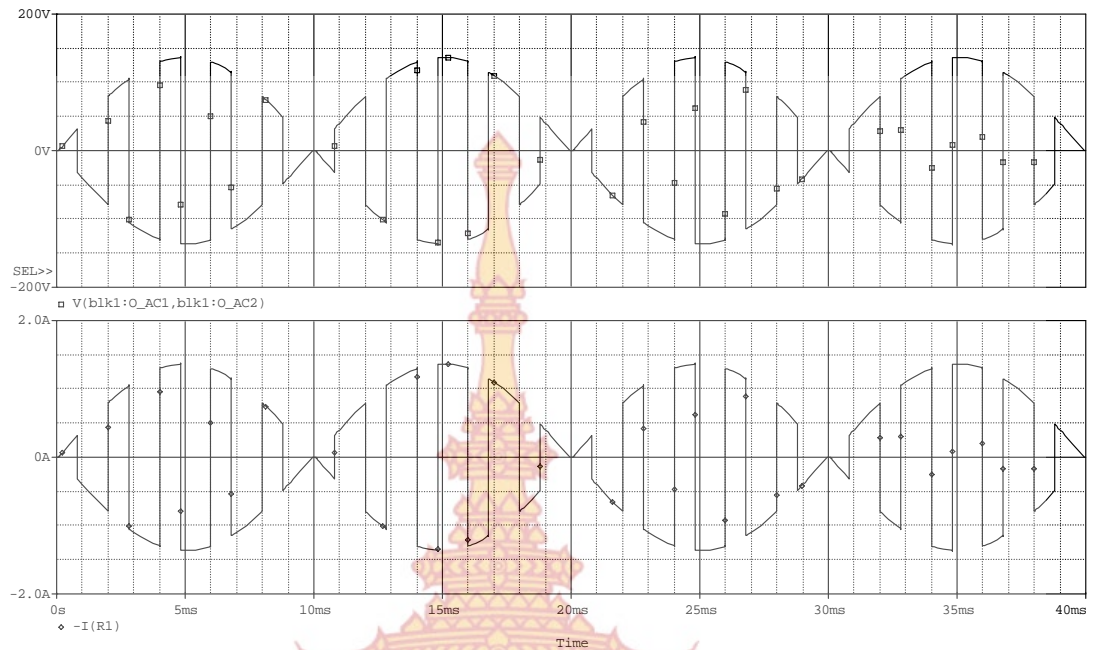 200V
0V
SEL>>
-200V
V(blk1:O_AC1,blk1:O_AC2)
2.0A
0A
-2.0A
0s 5ms 10ms 15ms 20ms 25ms 30ms 35ms 40ms
-I(R1)
Time